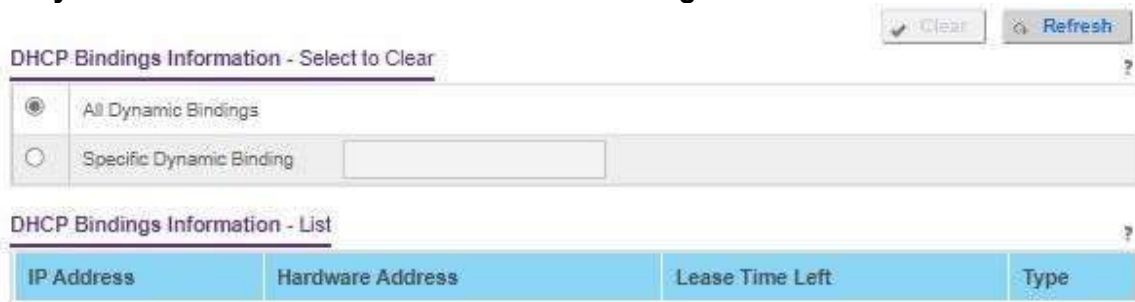 Clear Refresh
DHCP Bindings Information - Select to Clear
?
All Dynamic Bindings
Specific Dynamic Binding
DHCP Bindings Information - List
?
IP Address Hardware Address Lease Time Left Type